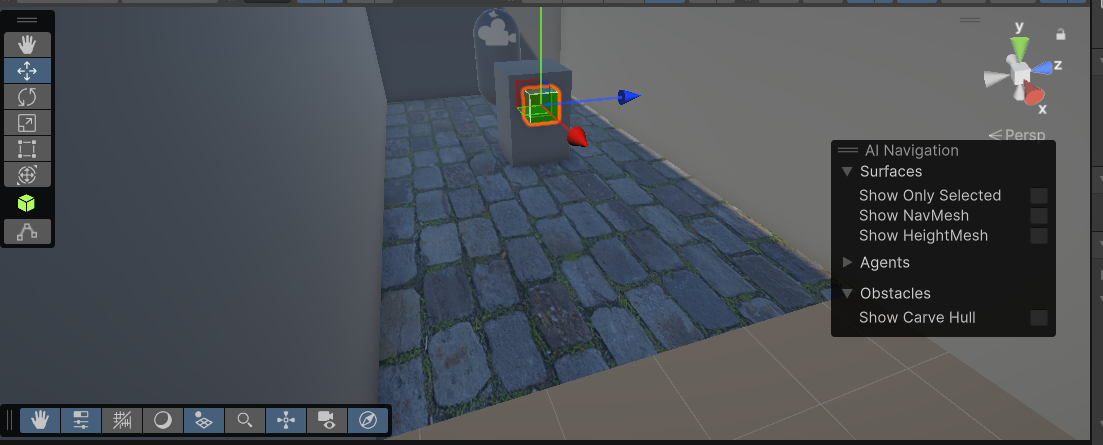 y
z
x
Persp
AI Navigation
Surfaces
Show Only Selected
Show NavMesh
Show HeightMesh
Agents
Obstacles
Show Carve Hull